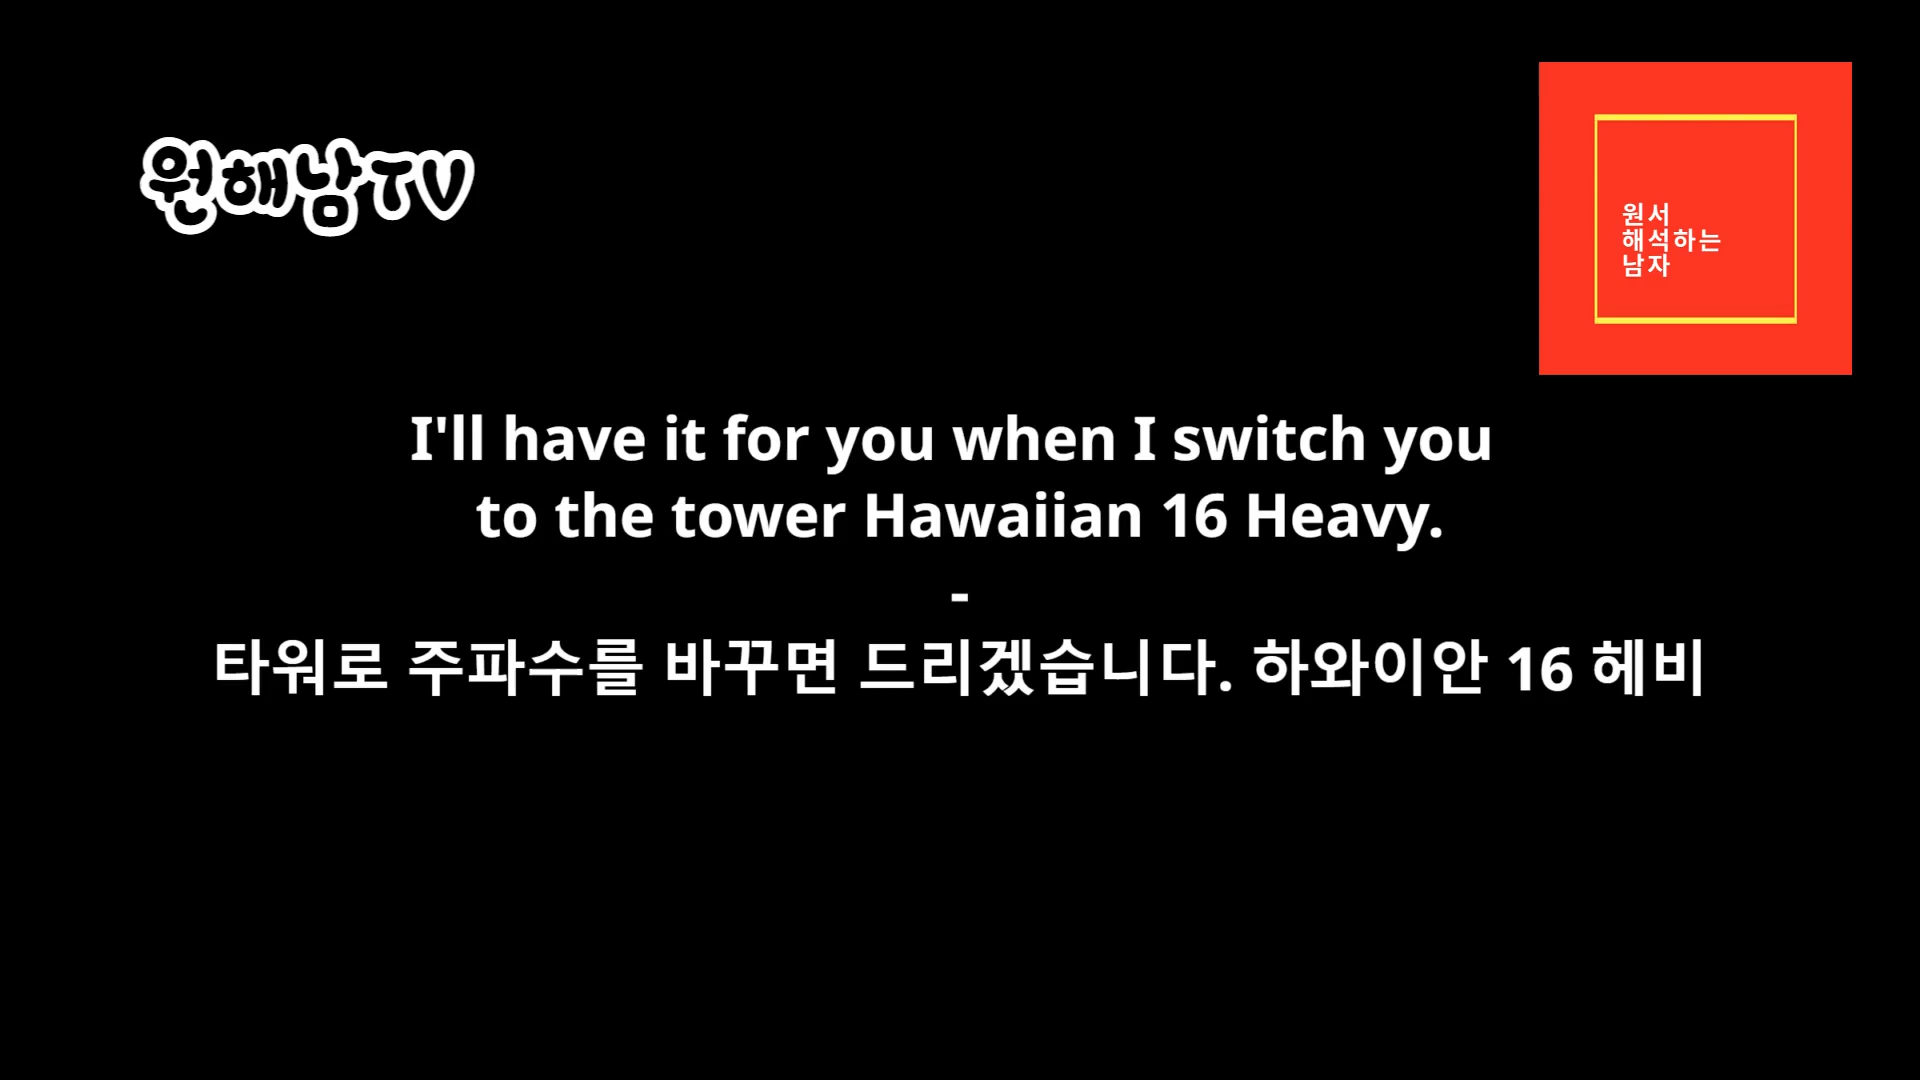 원해남TV
원서
해석하는
남자
I'll have it for you when I switch you
to the tower Hawaiian 16 Heavy.
-
타워로 주파수를 바꾸면 드리겠습니다. 하와이안 16 헤비